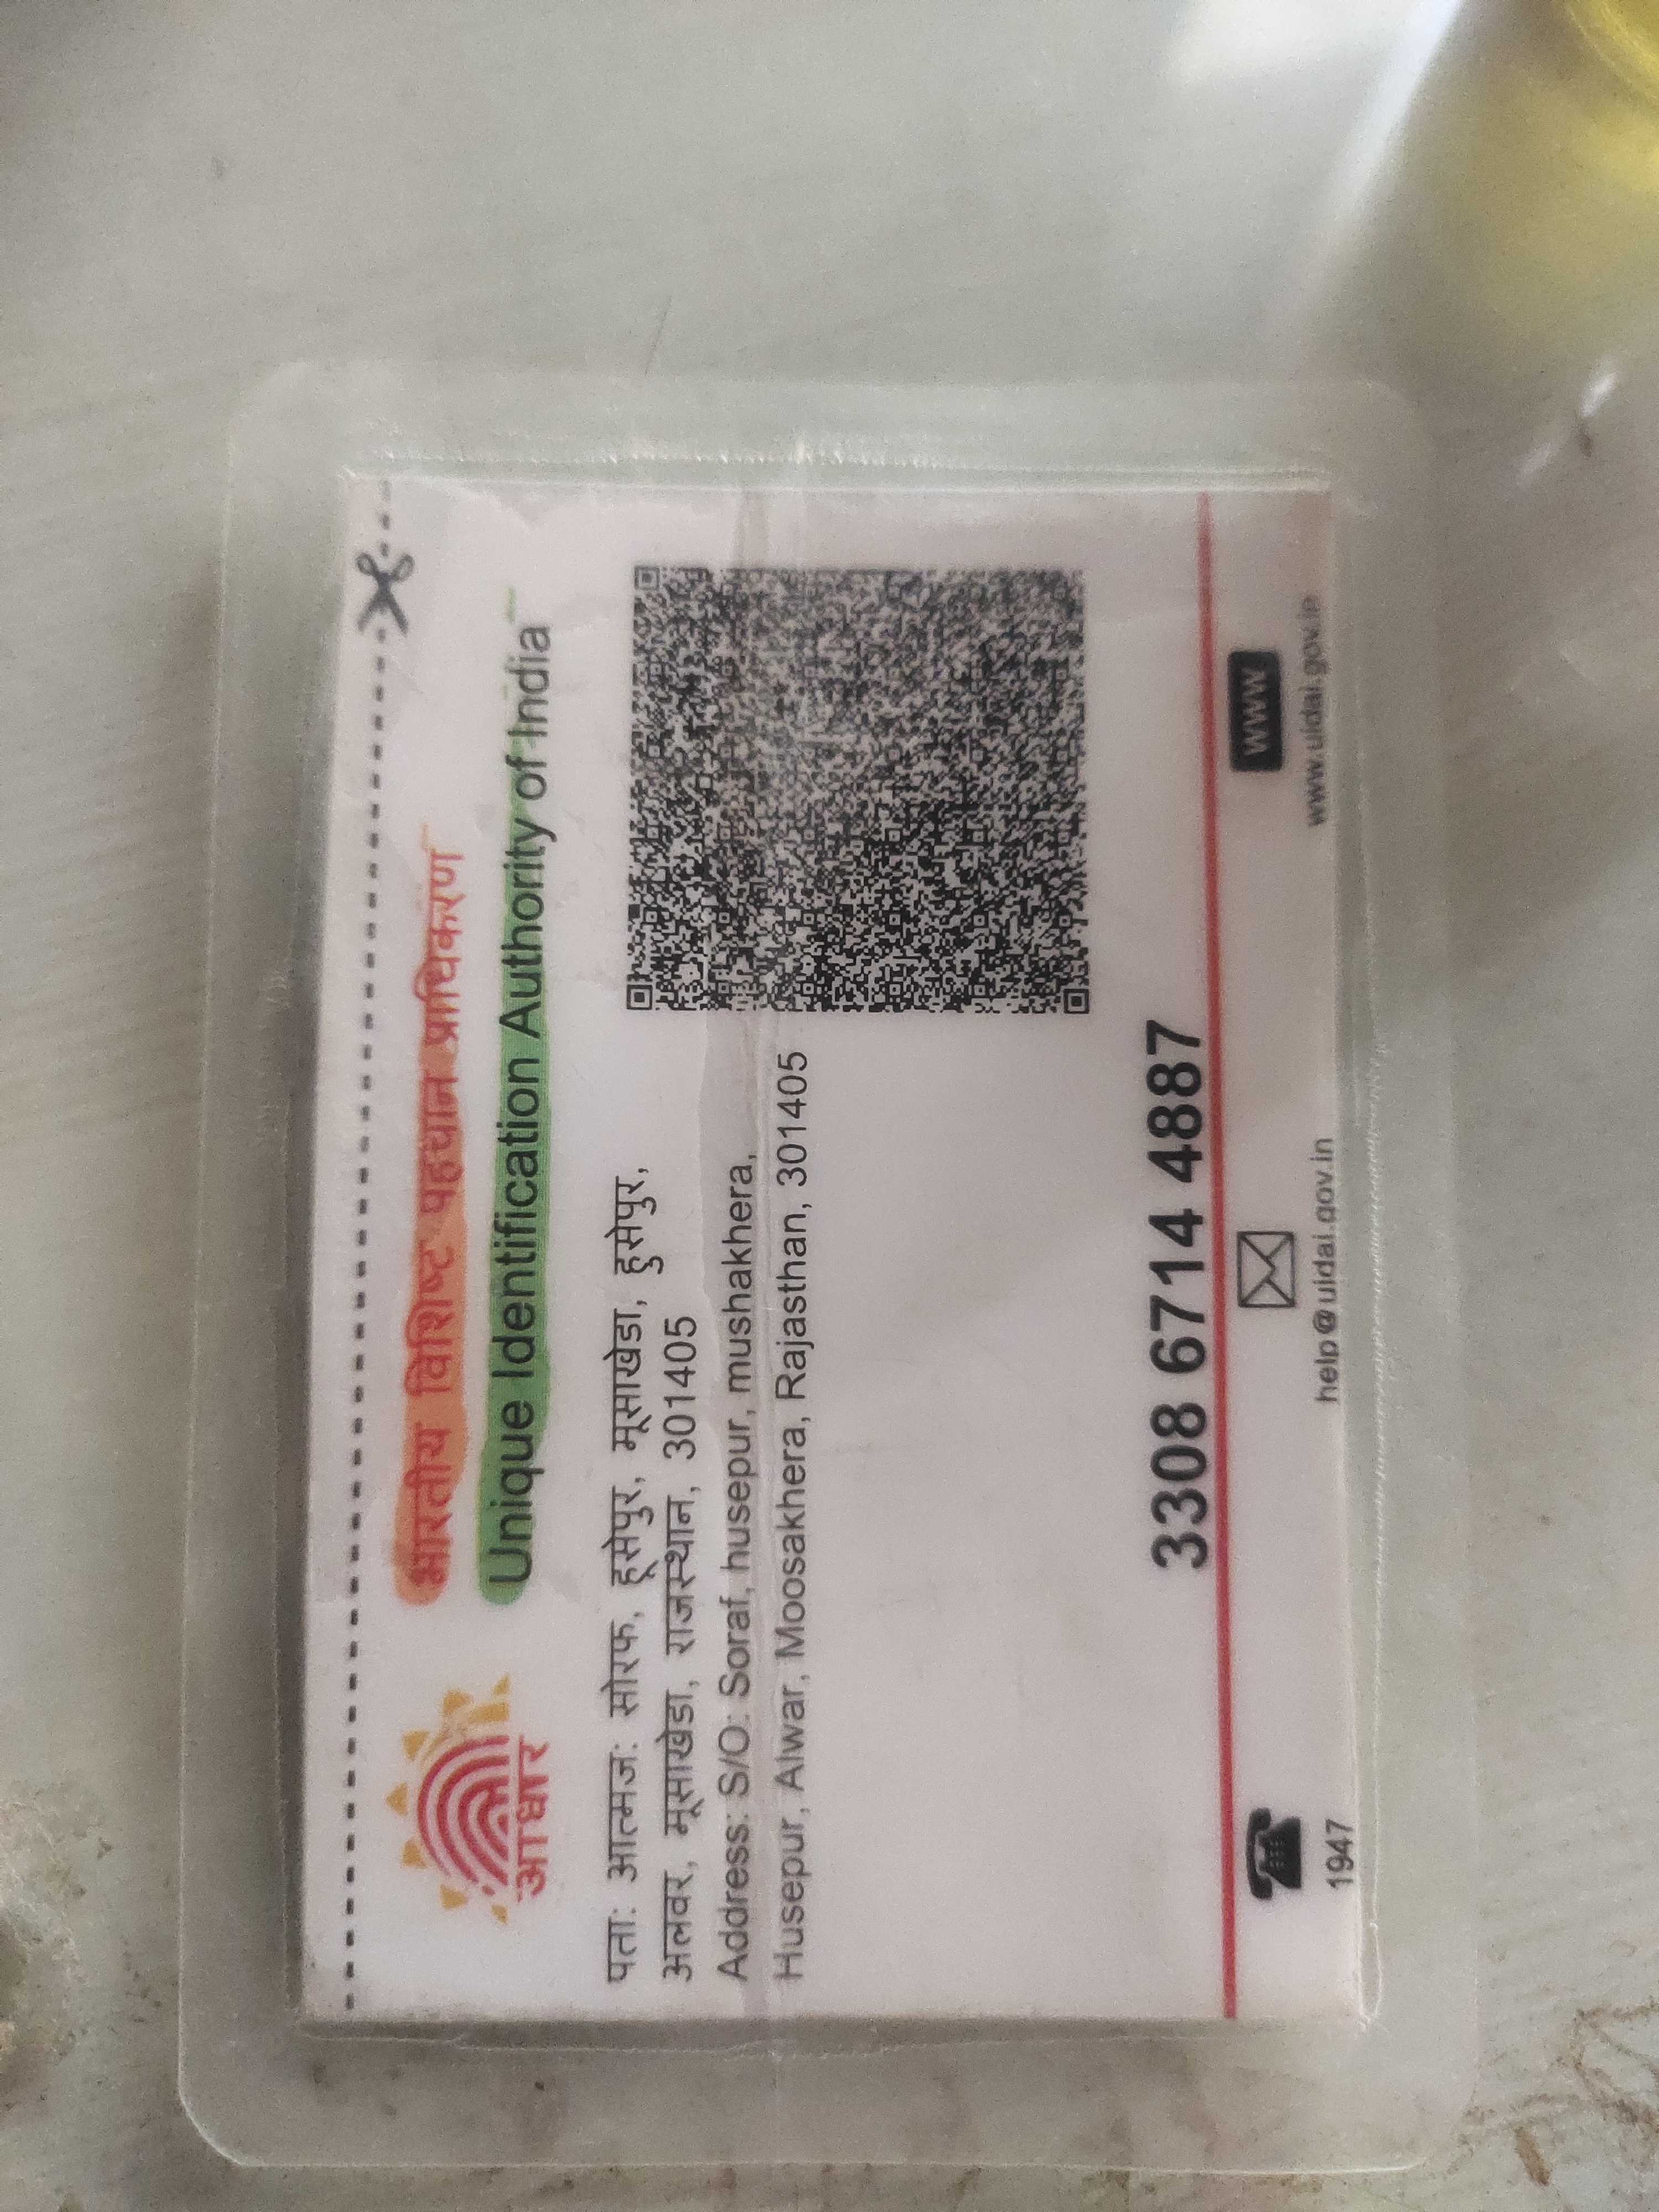 भारतीय विशिष्ट पहचान प्राधिकरण
Unique Identification Authority of India
आधार
पता: आत्मज: सोरफ, हूसेपुर, मूसाखेडा, हुसेपुर,
अलवर, मूसाखेडा, राजस्थान, 301405
Address: S/O: Soraf, husepur, mushakhera,
Husepur, Alwar, Moosakhera, Rajasthan, 301405
3308 6714 4887
1947
help@uidai.gov.in
WWW
www.uidai.gov.in